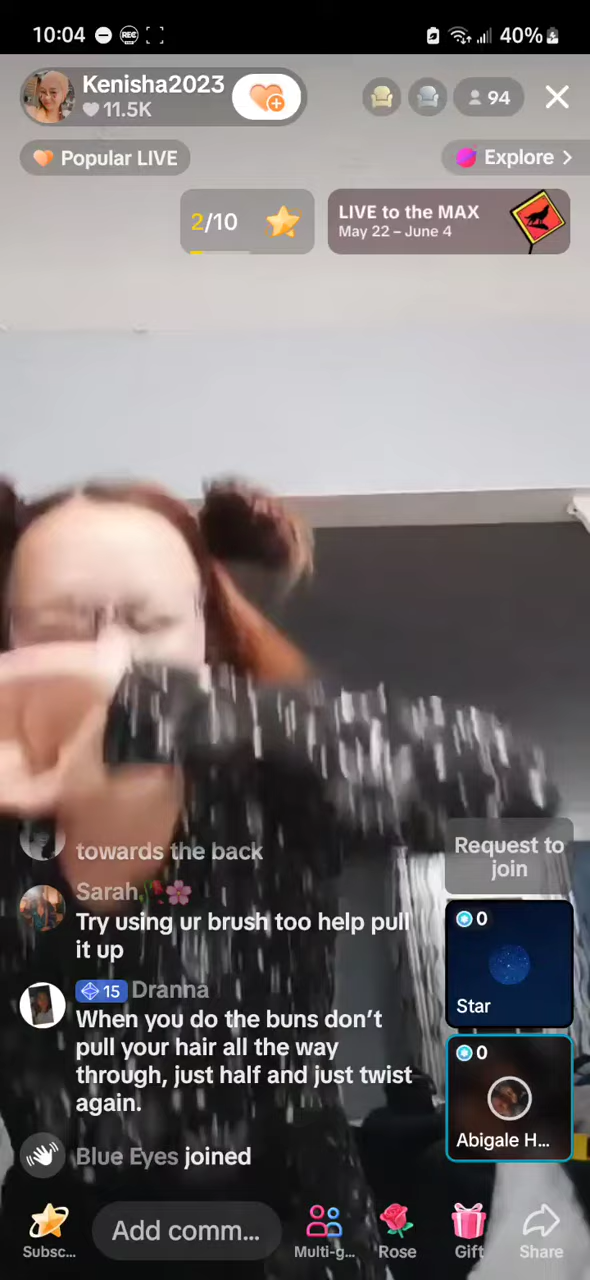 10:04
REC
40%
Kenisha2023
11.5K
94
Popular LIVE
Explore >
2/10
LIVE to the MAX
May 22 – June 4
towards the back
Request to
join
Sarah
Try using ur brush too help pull
it up
0
Star
15 Dranna
When you do the buns don't
pull your hair all the way
through, just half and just twist
again.
0
Abigale H...
Blue Eyes joined
Subsc...
Add comm...
Multi-g...
Rose
Gift
Share